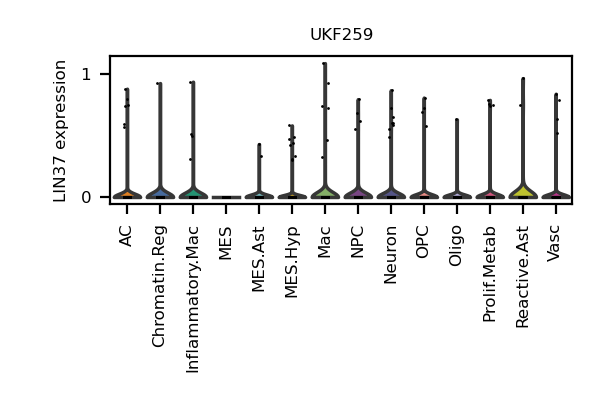 UKF259
LIN37 expression
1
0
AC
Chromatin.Reg
Inflammatory.Mac
MES
MES.Ast
MES.Hyp
Mac
NPC
Neuron
OPC
Oligo
Prolif.Metab
Reactive.Ast
Vasc